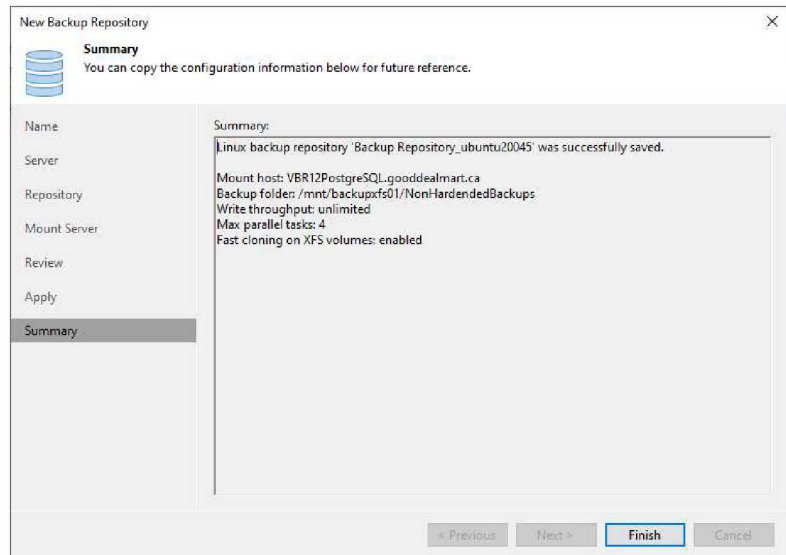 New Backup Repository
Summary
You can copy the configuration information below for future reference.
Name
Server
Repository
Mount Server
Review
Apply
Summary
Summary:
Linux backup repository 'Backup Repository_ubuntu20045' was successfully saved.
Mount host: VBR12PostgreSQL.gooddealmart.ca
Backup folder: /mnt/backupxfs01/NonHardendedBackups
Write throughput: unlimited
Max parallel tasks: 4
Fast cloning on XFS volumes: enabled
< Previous
Next >
Finish
Cancel